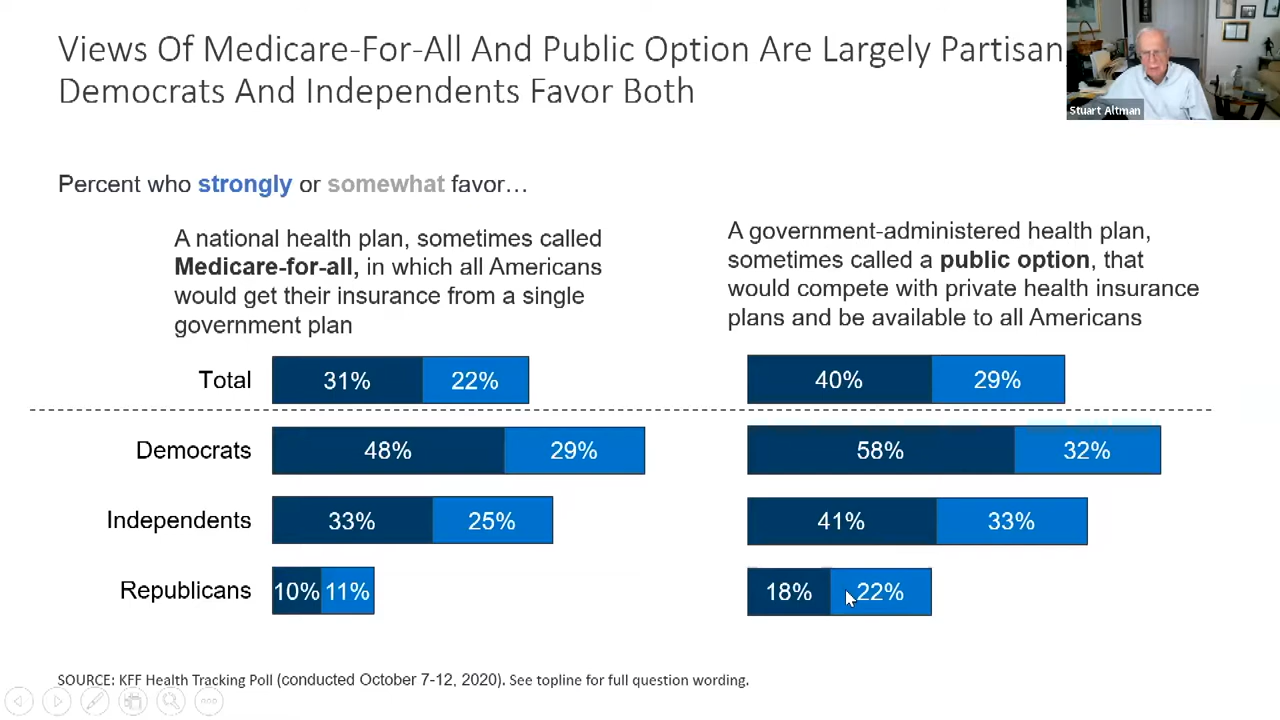 Views Of Medicare-For-All And Public Option Are Largely Partisan,
Democrats And Independents Favor Both
Stuart Altman
Percent who strongly or somewhat favor…
A national health plan, sometimes called
Medicare-for-all, in which all Americans
would get their insurance from a single
government plan
A government-administered health plan,
sometimes called a public option, that
would compete with private health insurance
plans and be available to all Americans
Total 31% 22% 40% 29%
Democrats 48% 29% 58% 32%
Independents 33% 25% 41% 33%
Republicans 10% 11% 18% 22%
SOURCE: KFF Health Tracking Poll (conducted October 7-12, 2020). See topline for full question wording.